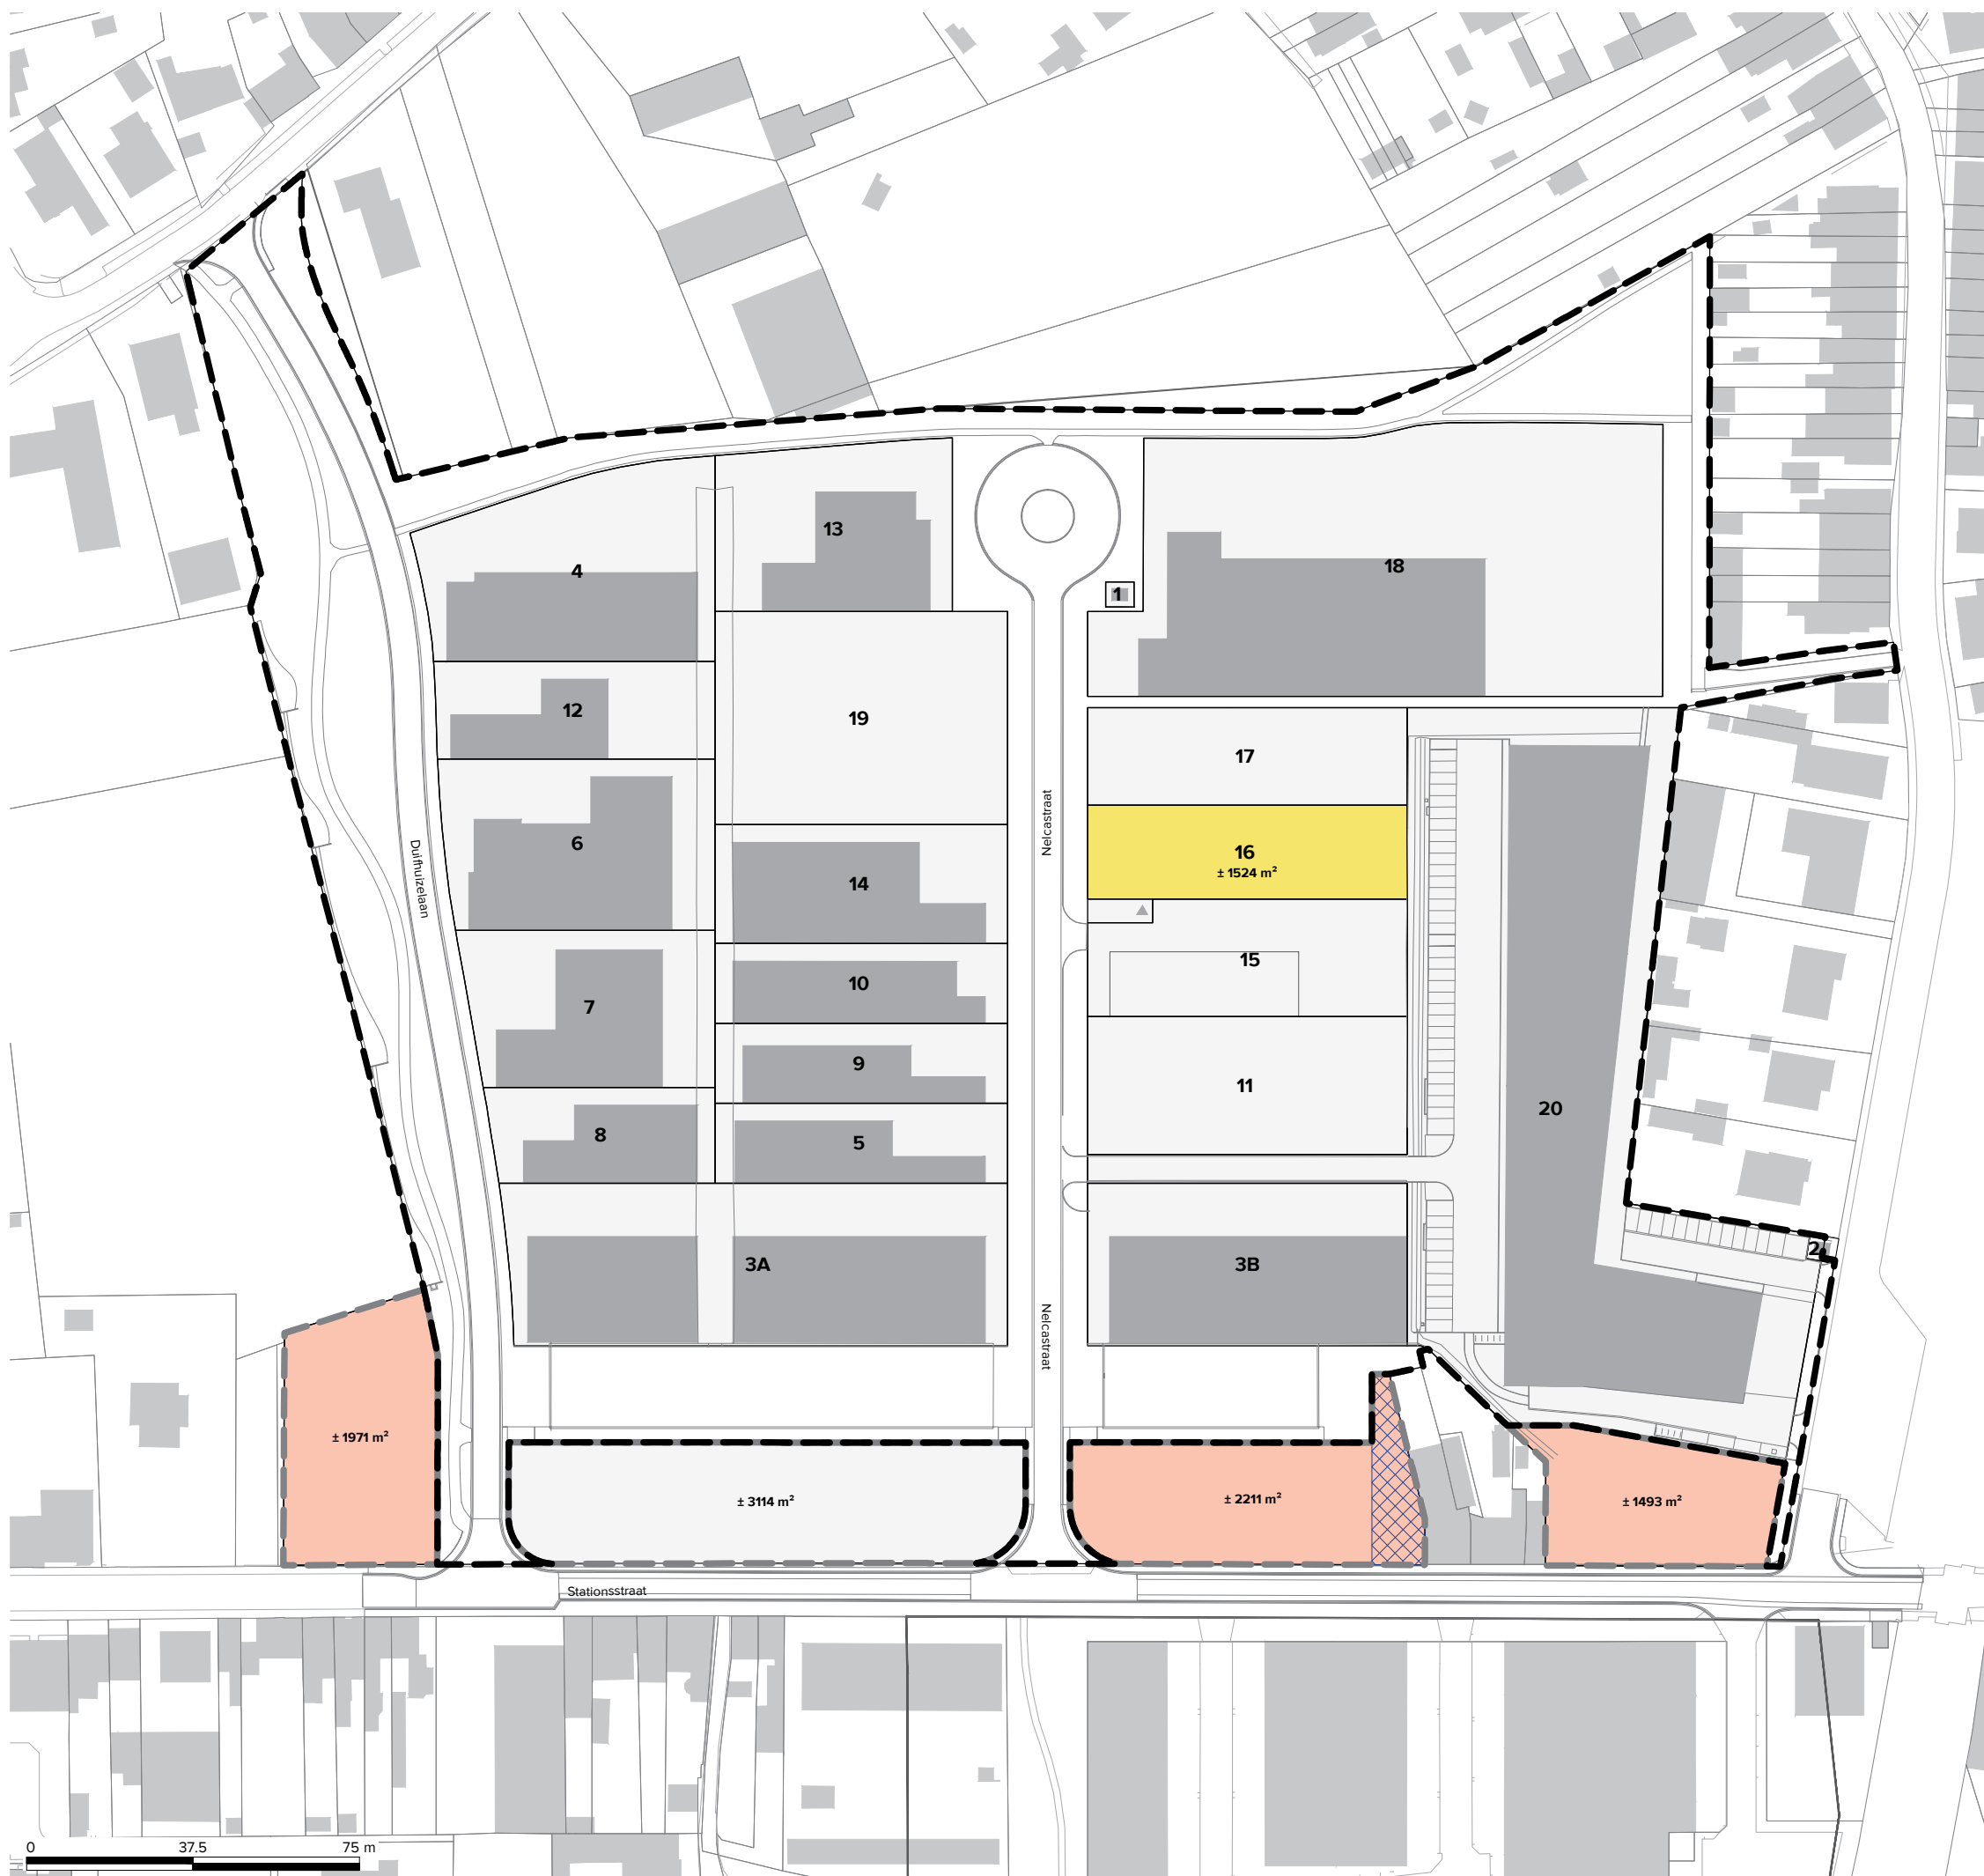 13
18
4
1
12
19
17
Nelcastraat
6
16
± 1524 m²
Duifhuizelaan
14
15
10
7
9
11
20
8
5
2
3A
3B
Nelcastraat
± 1971 m²
± 3114 m²
± 2211 m²
± 1493 m²
Stationsstraat
0 37.5 75 m